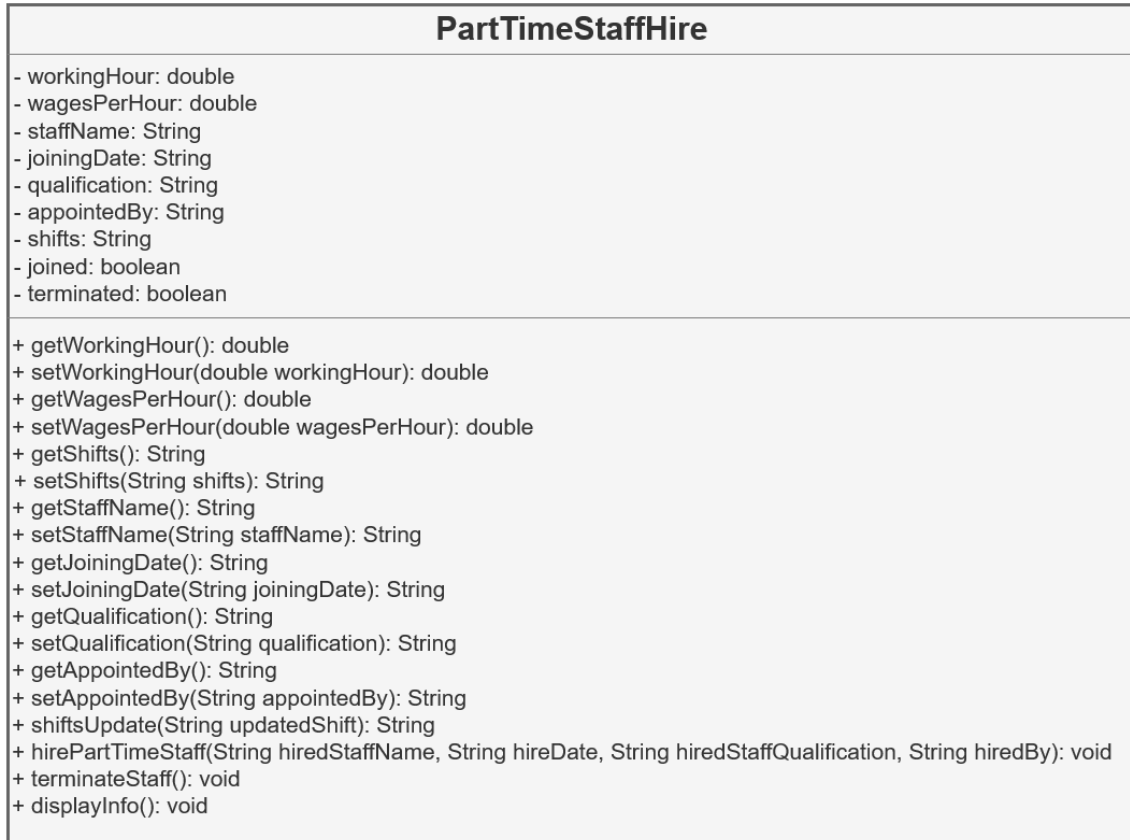 PartTimeStaffHire
- workingHour: double
- wagesPerHour: double
- staffName: String
- joiningDate: String
- qualification: String
- appointedBy: String
- shifts: String
- joined: boolean
- terminated: boolean
+ getWorkingHour(): double
+ setWorkingHour(double workingHour): double
+ getWagesPerHour(): double
+ setWagesPerHour(double wagesPerHour): double
+ getShifts(): String
+ setShifts(String shifts): String
+ getStaffName(): String
+ setStaffName(String staffName): String
+ getJoiningDate(): String
+ setJoiningDate(String joiningDate): String
+ getQualification(): String
+ setQualification(String qualification): String
+ getAppointedBy(): String
+ setAppointedBy(String appointedBy): String
+ shiftsUpdate(String updatedShift): String
+ hirePartTimeStaff(String hiredStaffName, String hireDate, String hiredStaffQualification, String hiredBy): void
+ terminateStaff(): void
+ displayInfo(): void